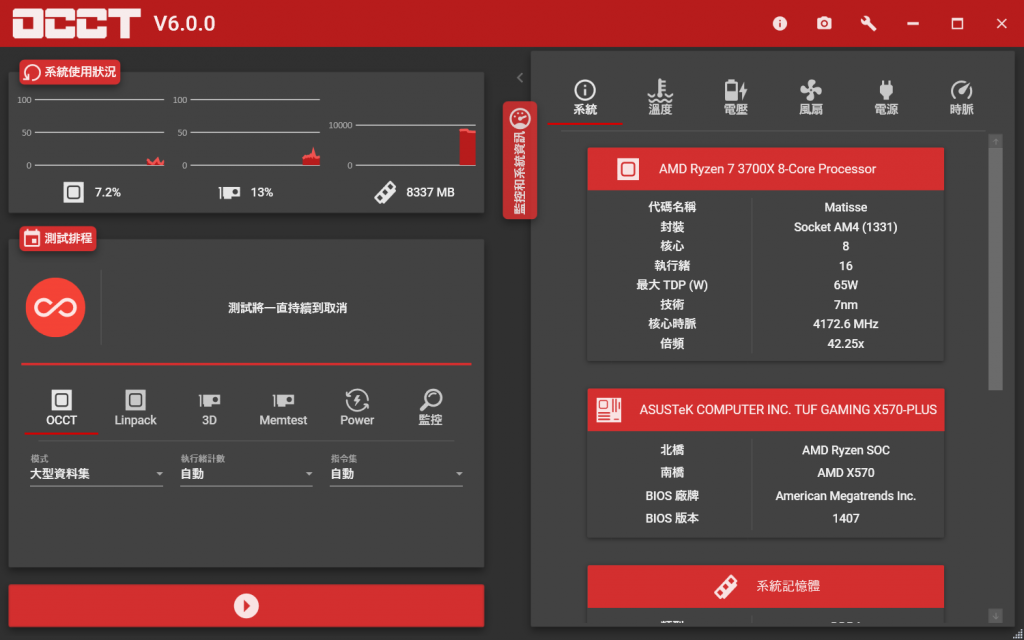 OCCT V6.0.0
系統使用狀況
100
50
0
100
50
0
10000
0
7.2%
13%
8337 MB
測試排程
測試將一直持續到取消
OCCT
Linpack
3D
Memtest
Power
監控
模式
大型資料集
執行緒計數
自動
指令集
自動
監控和系統資訊
系統
溫度
電壓
風扇
電源
時脈
AMD Ryzen 7 3700X 8-Core Processor
代碼名稱 Matisse
封裝 Socket AM4 (1331)
核心 8
執行緒 16
最大 TDP (W) 65W
技術 7nm
核心時脈 4172.6 MHz
倍頻 42.25x
ASUSTeK COMPUTER INC. TUF GAMING X570-PLUS
北橋 AMD Ryzen SOC
南橋 AMD X570
BIOS 廠牌 American Megatrends Inc.
BIOS 版本 1407
系統記憶體